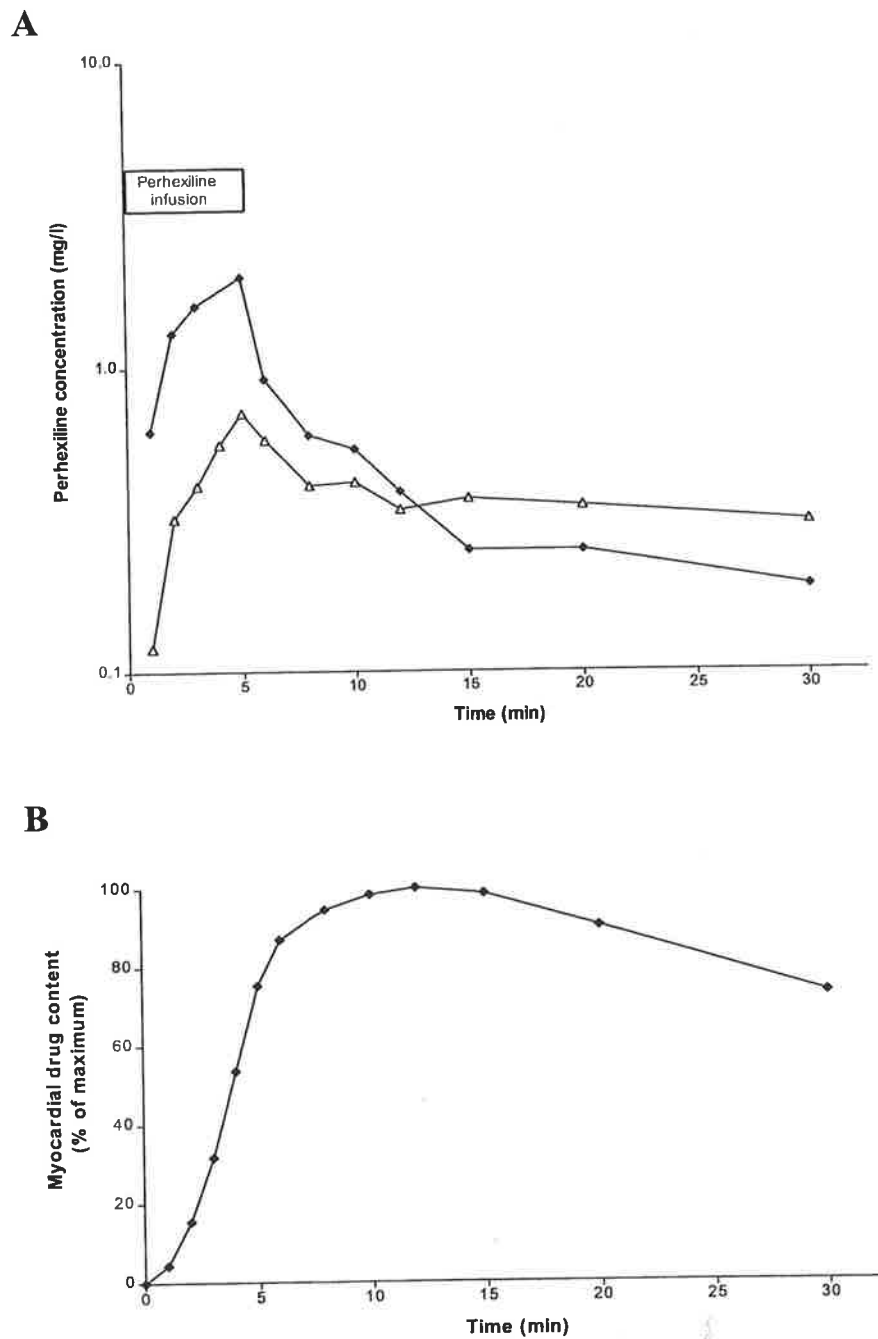 A
10.0
Perhexiline
infusion
Perhexiline concentration (mg/l)
1.0
0.1
0 5 10 15 20 25 30
Time (min)
B
100
80
60
40
20
0
Myocardial drug content
(% of maximum)
0 5 10 15 20 25 30
Time (min)